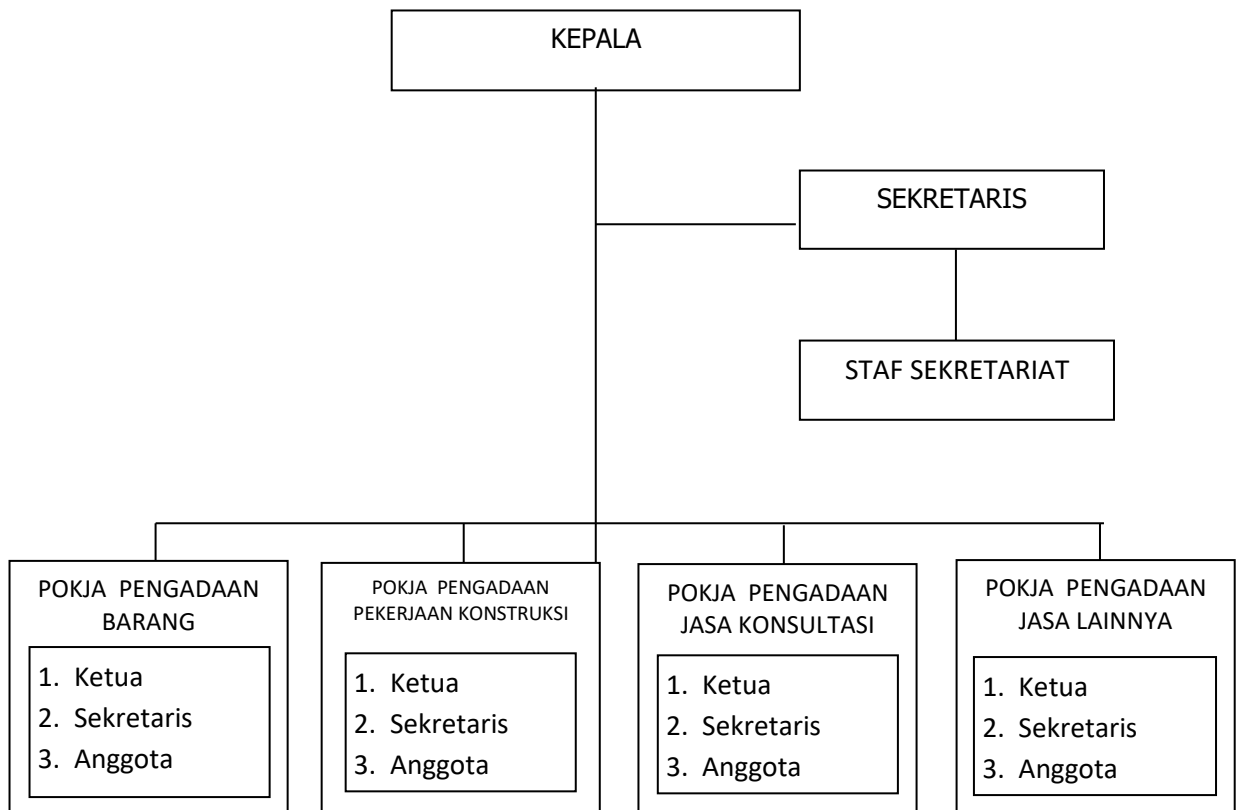 KEPALA
SEKRETARIS
STAF SEKRETARIAT
POKJA PENGADAAN
BARANG
1. Ketua
2. Sekretaris
3. Anggota
POKJA PENGADAAN
PEKERJAAN KONSTRUKSI
1. Ketua
2. Sekretaris
3. Anggota
POKJA PENGADAAN
JASA KONSULTASI
1. Ketua
2. Sekretaris
3. Anggota
POKJA PENGADAAN
JASA LAINNYA
1. Ketua
2. Sekretaris
3. Anggota